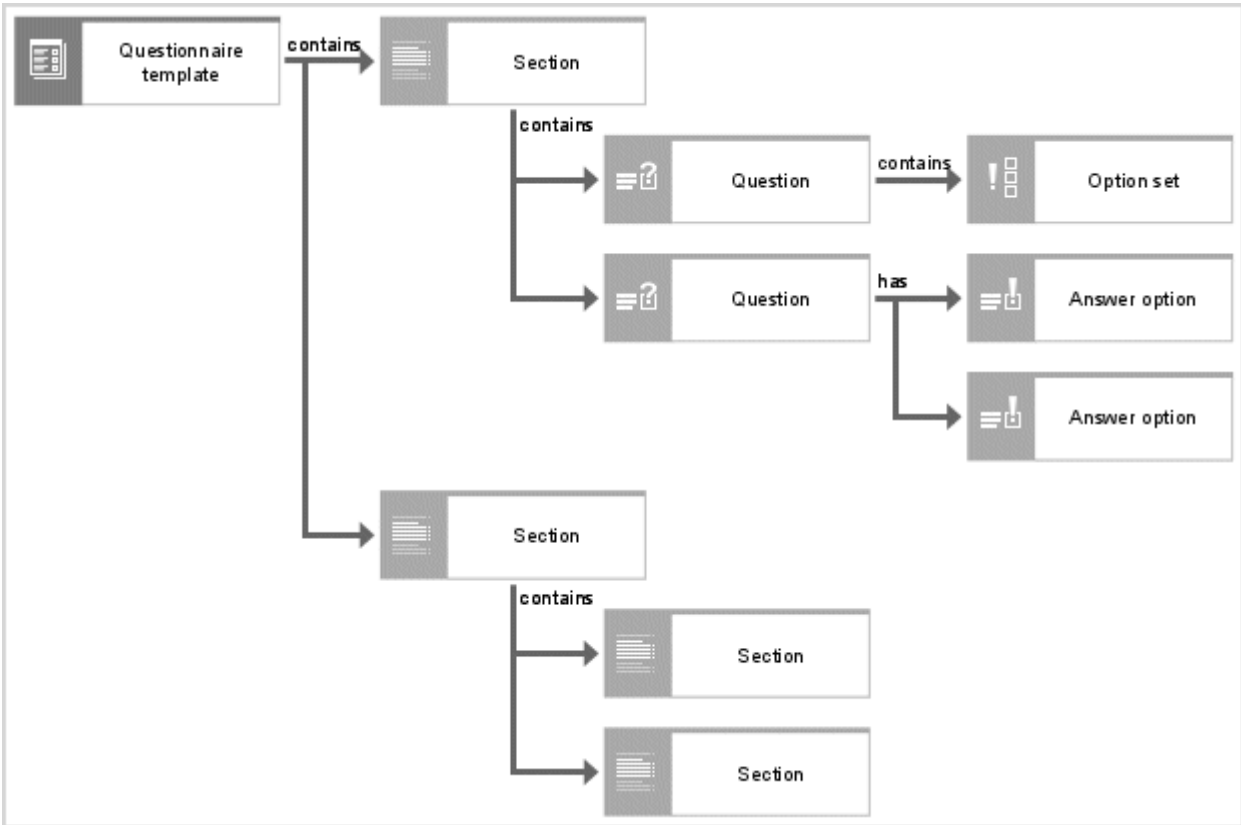 Questionnaire
template
contains
Section
contains
Question
contains
Option set
Question
has
Answer option
Answer option
Section
contains
Section
Section